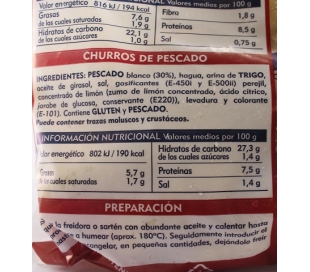 Valor energético 816 kJ / 194 kcal Valores medios por 100 g
Grasas 7,6 g Fibra 1,8 g
de las cuales saturadas 1,9 g
Hidratos de carbono 22,1 g Proteínas 8,5 g
de los cuales azúcares 1,0 g Sal 0,75 g
CHURROS DE PESCADO
INGREDIENTES: PESCADO blanco (30%), hagua, arina de TRIGO,
aceite de girasol, sal, gasificantes (E-450i y E-500ii) perejil,
concentrado de limón (zumo de limón concentrado, ácido cítrico,
jarabe de glucosa, conservante (E220)), levadura y colorante
(E-101). Contiene GLUTEN y PESCADO.
Puede contener trazas moluscos y crustáceos.
INFORMACIÓN NUTRICIONAL Valores medios por 100 g
Valor energético 802 kJ / 190 kcal Hidratos de carbono 27,3 g
de los cuales azúcares 1,4 g
Grasas 5,7 g Proteínas 7,5 g
de las cuales saturadas 1,7 g Sal 1,4 g
PREPARACIÓN
la freidora o sartén con abundante aceite y calentar hasta
a humear (aprox. 180ºC). Seguidamente introducir
congelar, en pequeñas cantidades, dejándolo freír